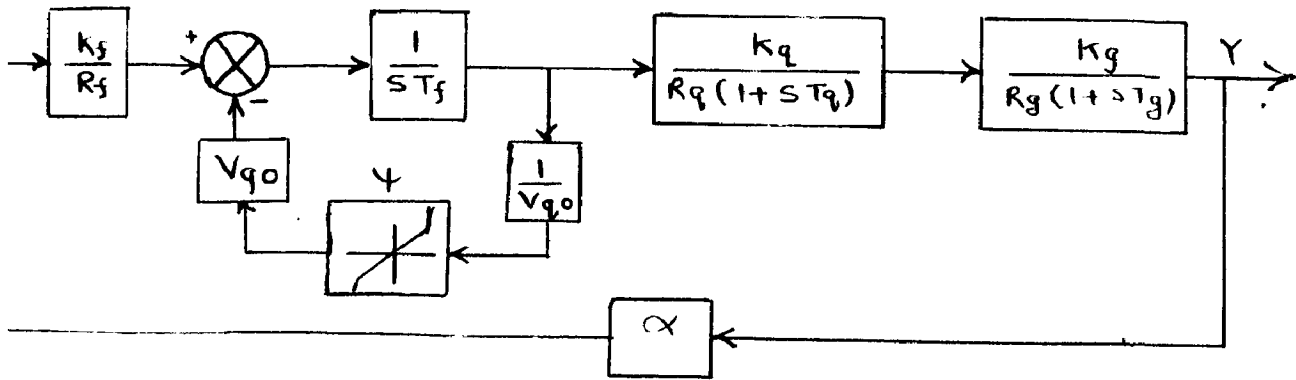 Kf
Rf
+
-
1
STf
Kq
Rq(1+STq)
Kg
Rg(1+STg)
Y
Vqo
ψ
1
Vqo
α